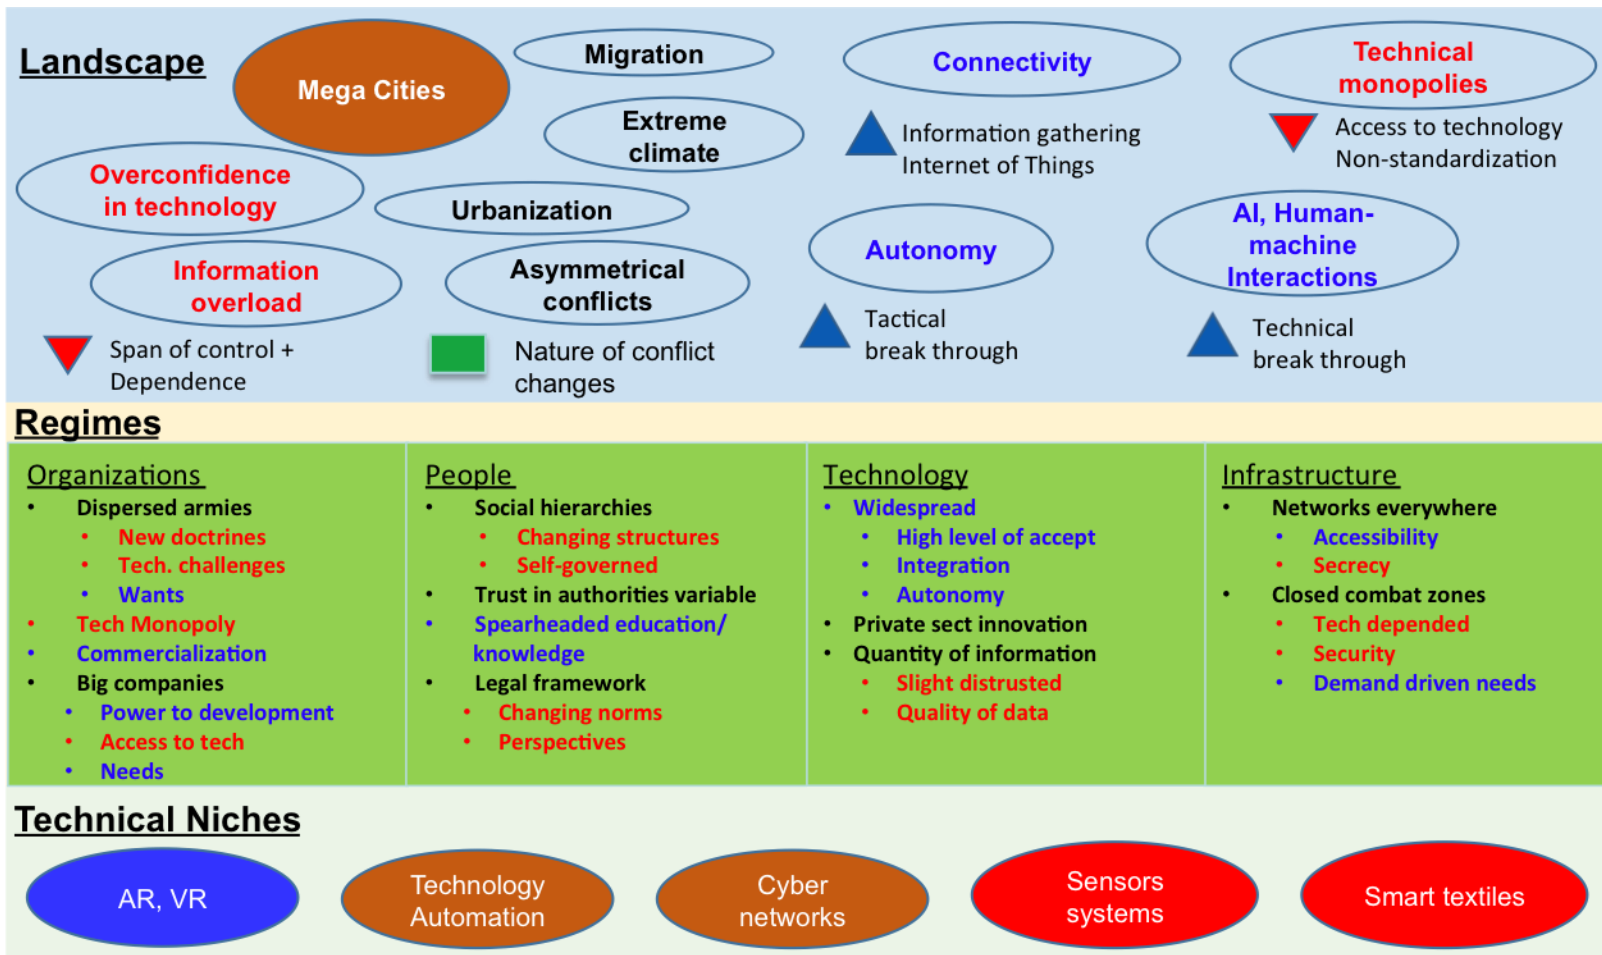 Landscape
Mega Cities
Migration
Connectivity
Technical
monopolies
Extreme
climate
Information gathering
Internet of Things
Access to technology
Non-standardization
Overconfidence
in technology
Urbanization
Autonomy
AI, Human-
machine
Interactions
Information
overload
Asymmetrical
conflicts
Span of control +
Dependence
Nature of conflict
changes
Tactical
break through
Technical
break through
Regimes
Organizations
• Dispersed armies
• New doctrines
• Tech. challenges
• Wants
• Tech Monopoly
• Commercialization
• Big companies
• Power to development
• Access to tech
• Needs
People
• Social hierarchies
• Changing structures
• Self-governed
• Trust in authorities variable
• Spearheaded education/
knowledge
• Legal framework
• Changing norms
• Perspectives
Technology
• Widespread
• High level of accept
• Integration
• Autonomy
• Private sect innovation
• Quantity of information
• Slight distrusted
• Quality of data
Infrastructure
• Networks everywhere
• Accessibility
• Secrecy
• Closed combat zones
• Tech depended
• Security
• Demand driven needs
Technical Niches
AR, VR
Technology
Automation
Cyber
networks
Sensors
systems
Smart textiles